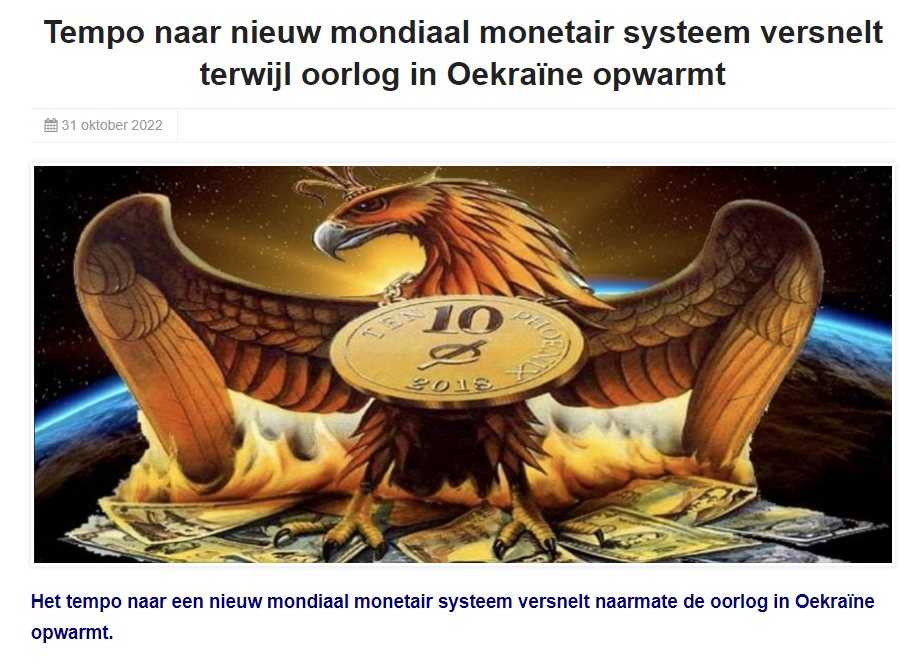 Tempo naar nieuw mondiaal monetair systeem versnelt
terwijl oorlog in Oekraïne opwarmt
31 oktober 2022
TEN 10 PHOENIX
2018
Het tempo naar een nieuw mondiaal monetair systeem versnelt naarmate de oorlog in Oekraïne
opwarmt.